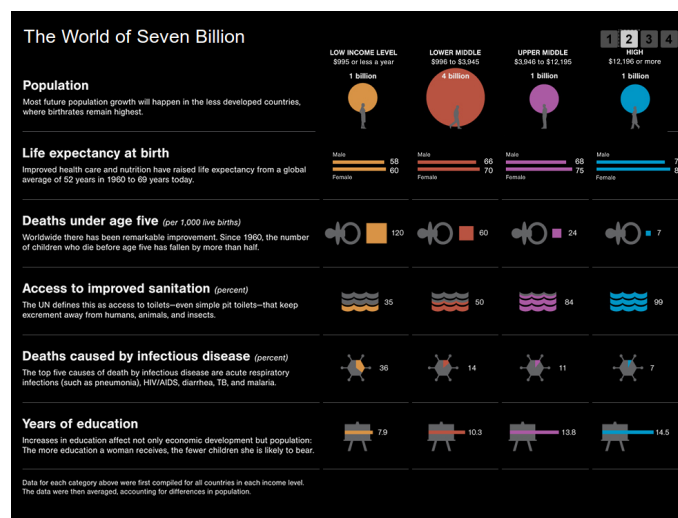 The World of Seven Billion
1 2 3 4
LOW INCOME LEVEL LOWER MIDDLE UPPER MIDDLE HIGH
$995 or less a year $996 to $3,945 $3,946 to $12,195 $12,196 or more
1 billion 4 billion 1 billion 1 billion
Population
Most future population growth will happen in the less developed countries,
where birthrates remain highest.
Life expectancy at birth
Improved health care and nutrition have raised life expectancy from a global
average of 52 years in 1960 to 69 years today.
Male Male Male Male
58 66 68 7
60 70 75 8
Female Female Female Female
Deaths under age five (per 1,000 live births)
Worldwide there has been remarkable improvement. Since 1960, the number
of children who die before age five has fallen by more than half.
120 60 24 7
Access to improved sanitation (percent)
The UN defines this as access to toilets—even simple pit toilets—that keep
excrement away from humans, animals, and insects.
35 50 84 99
Deaths caused by infectious disease (percent)
The top five causes of death by infectious disease are acute respiratory
infections (such as pneumonia), HIV/AIDS, diarrhea, TB, and malaria.
36 14 11 7
Years of education
Increases in education affect not only economic development but population:
The more education a woman receives, the fewer children she is likely to bear.
7.9 10.3 13.8 14.5
Data for each category above were first compiled for all countries in each income level.
The data were then averaged, accounting for differences in population.